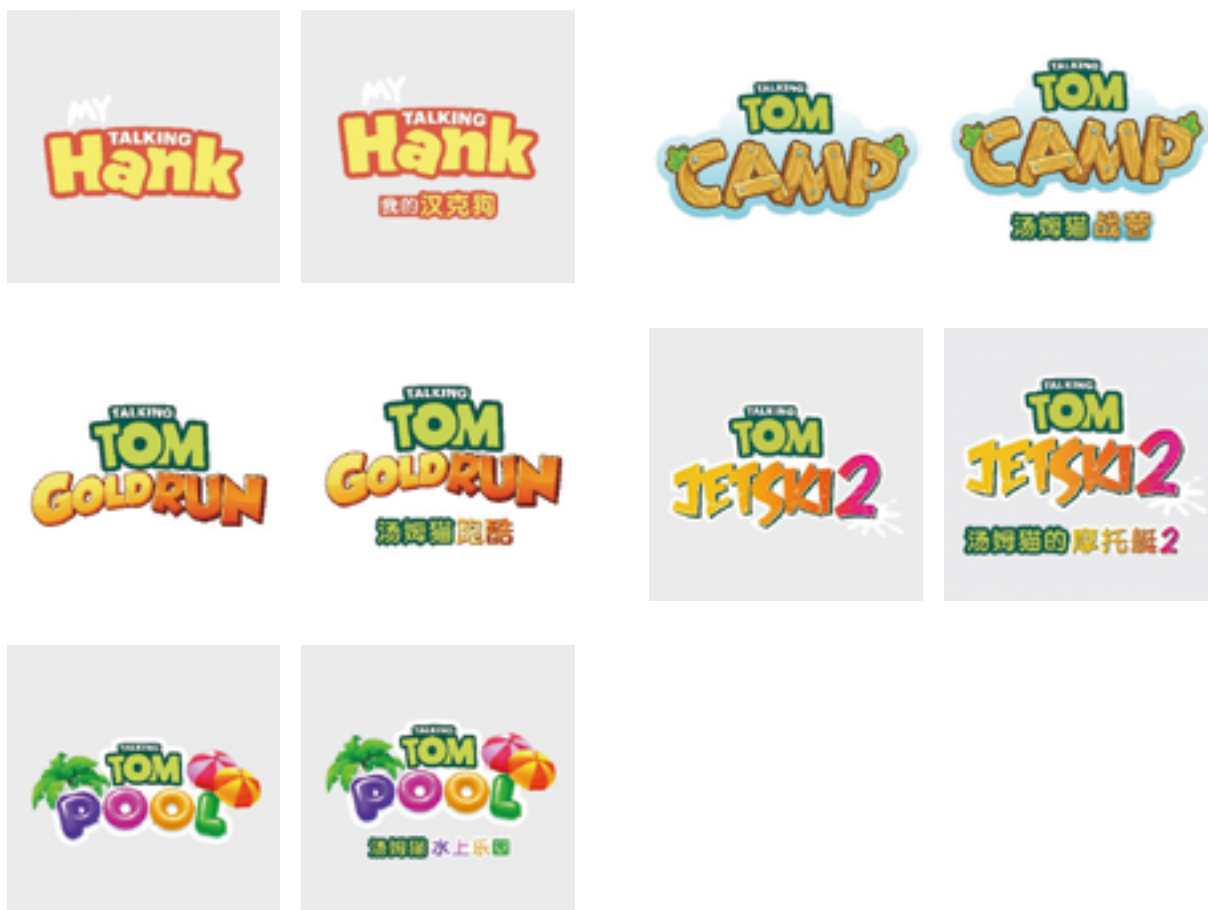 MY
TALKING
Hank
MY
TALKING
Hank
我的汉克狗
TALKING
TOM
CAMP
TALKING
TOM
CAMP
汤姆猫战营
TALKING
TOM
GOLD RUN
TALKING
TOM
GOLD RUN
汤姆猫跑酷
TALKING
TOM
JETSKI 2
TALKING
TOM
JETSKI 2
汤姆猫的摩托艇2
TALKING
TOM
POOL
TALKING
TOM
POOL
汤姆猫水上乐园